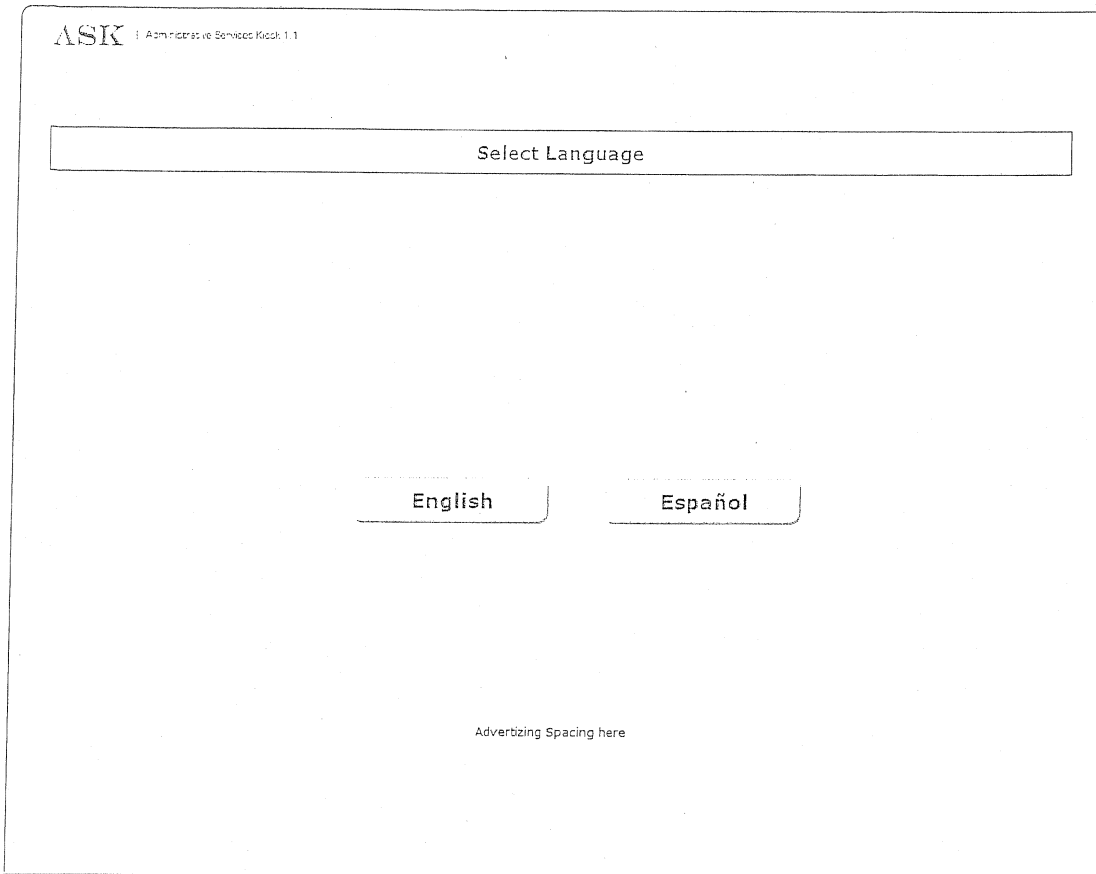 ASK | Administrative Services Kiosk 1.1
Select Language
English Español
Advertizing Spacing here